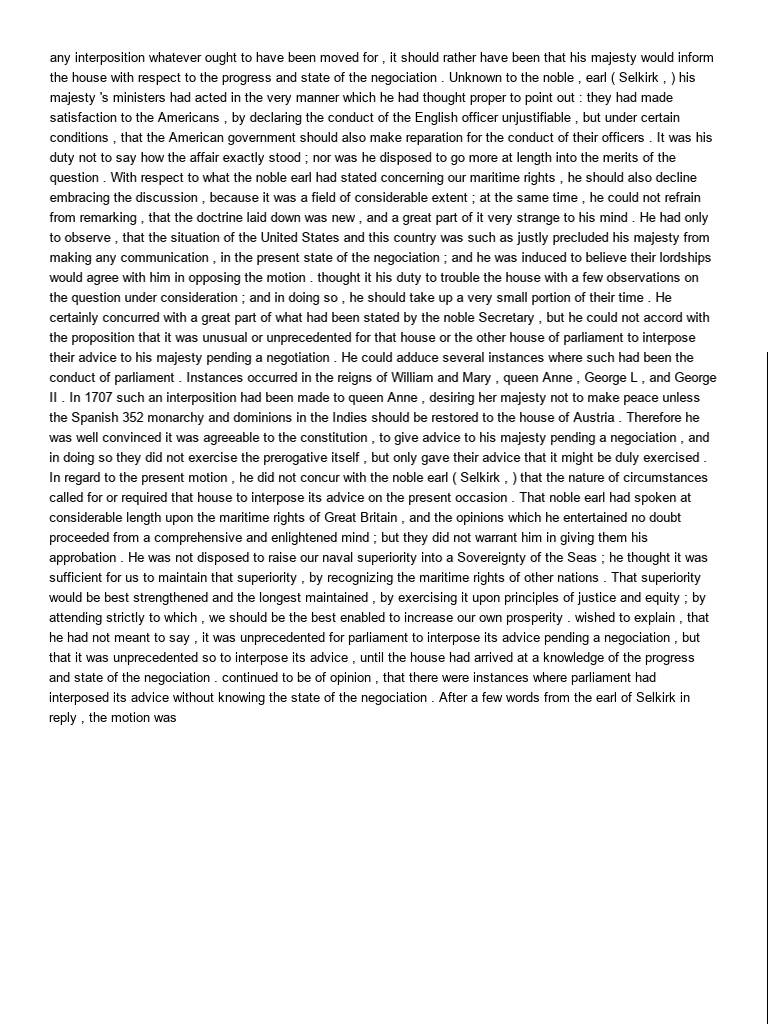 any interposition whatever ought to have been moved for , it should rather have been that his majesty would inform
the house with respect to the progress and state of the negociation . Unknown to the noble , earl ( Selkirk , ) his
majesty 's ministers had acted in the very manner which he had thought proper to point out : they had made
satisfaction to the Americans , by declaring the conduct of the English officer unjustifiable , but under certain
conditions , that the American government should also make reparation for the conduct of their officers . It was his
duty not to say how the affair exactly stood ; nor was he disposed to go more at length into the merits of the
question . With respect to what the noble earl had stated concerning our maritime rights , he should also decline
embracing the discussion , because it was a field of considerable extent ; at the same time , he could not refrain
from remarking , that the doctrine laid down was new , and a great part of it very strange to his mind . He had only
to observe , that the situation of the United States and this country was such as justly precluded his majesty from
making any communication , in the present state of the negociation ; and he was induced to believe their lordships
would agree with him in opposing the motion . thought it his duty to trouble the house with a few observations on
the question under consideration ; and in doing so , he should take up a very small portion of their time . He
certainly concurred with a great part of what had been stated by the noble Secretary , but he could not accord with
the proposition that it was unusual or unprecedented for that house or the other house of parliament to interpose
their advice to his majesty pending a negotiation . He could adduce several instances where such had been the
conduct of parliament . Instances occurred in the reigns of William and Mary , queen Anne , George L , and George
II . In 1707 such an interposition had been made to queen Anne , desiring her majesty not to make peace unless
the Spanish 352 monarchy and dominions in the Indies should be restored to the house of Austria . Therefore he
was well convinced it was agreeable to the constitution , to give advice to his majesty pending a negociation , and
in doing so they did not exercise the prerogative itself , but only gave their advice that it might be duly exercised .
In regard to the present motion , he did not concur with the noble earl ( Selkirk , ) that the nature of circumstances
called for or required that house to interpose its advice on the present occasion . That noble earl had spoken at
considerable length upon the maritime rights of Great Britain , and the opinions which he entertained no doubt
proceeded from a comprehensive and enlightened mind ; but they did not warrant him in giving them his
approbation . He was not disposed to raise our naval superiority into a Sovereignty of the Seas ; he thought it was
sufficient for us to maintain that superiority , by recognizing the maritime rights of other nations . That superiority
would be best strengthened and the longest maintained , by exercising it upon principles of justice and equity ; by
attending strictly to which , we should be the best enabled to increase our own prosperity . wished to explain , that
he had not meant to say , it was unprecedented for parliament to interpose its advice pending a negociation , but
that it was unprecedented so to interpose its advice , until the house had arrived at a knowledge of the progress
and state of the negociation . continued to be of opinion , that there were instances where parliament had
interposed its advice without knowing the state of the negociation . After a few words from the earl of Selkirk in
reply , the motion was